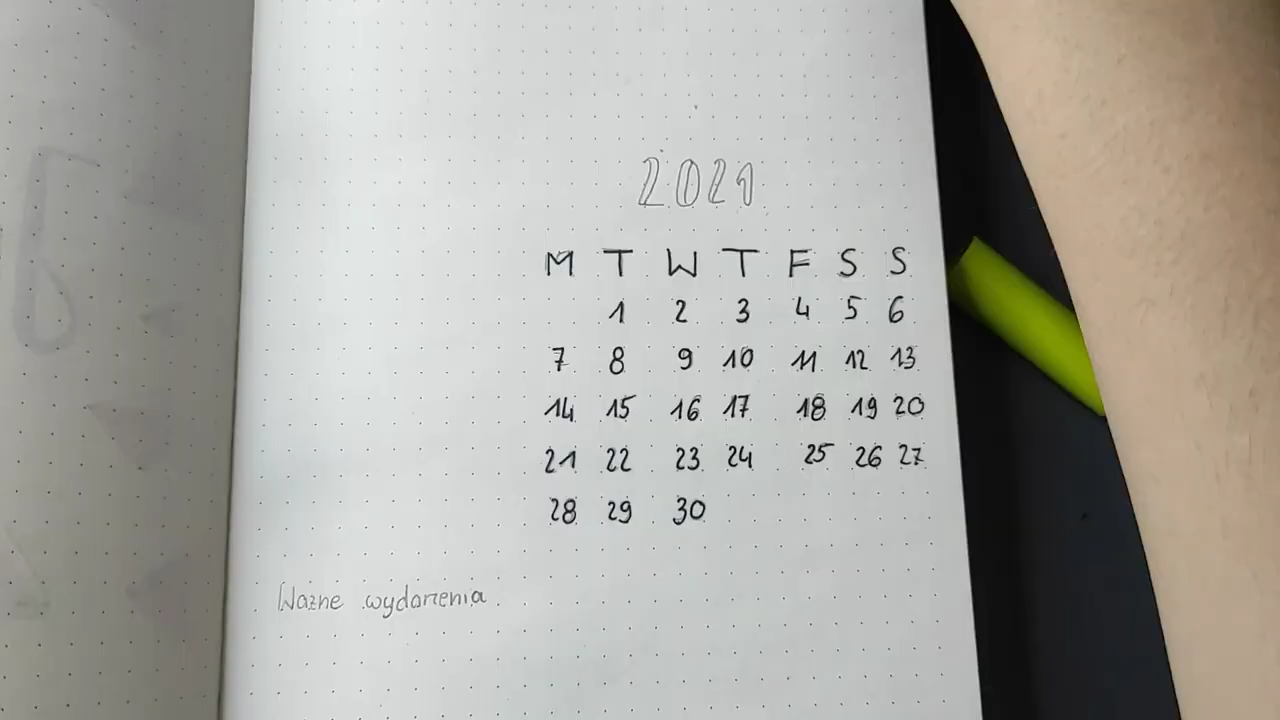 2021
M T W T F S S
1 2 3 4 5 6
7 8 9 10 11 12 13
14 15 16 17 18 19 20
21 22 23 24 25 26 27
28 29 30
Ważne wydarzenia